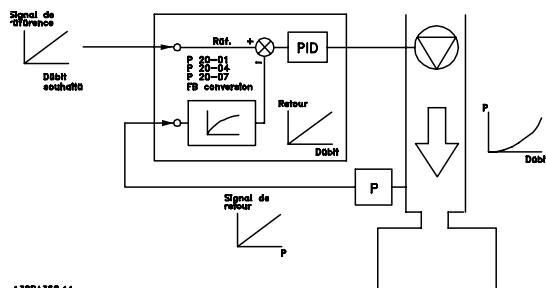 Signal de
référence
Débit
souhaité
Réf.
+
-
PID
P 20-01
P 20-04
P 20-07
FB conversion
Retour
Débit
P
Signal de
retour
P
P
Débit